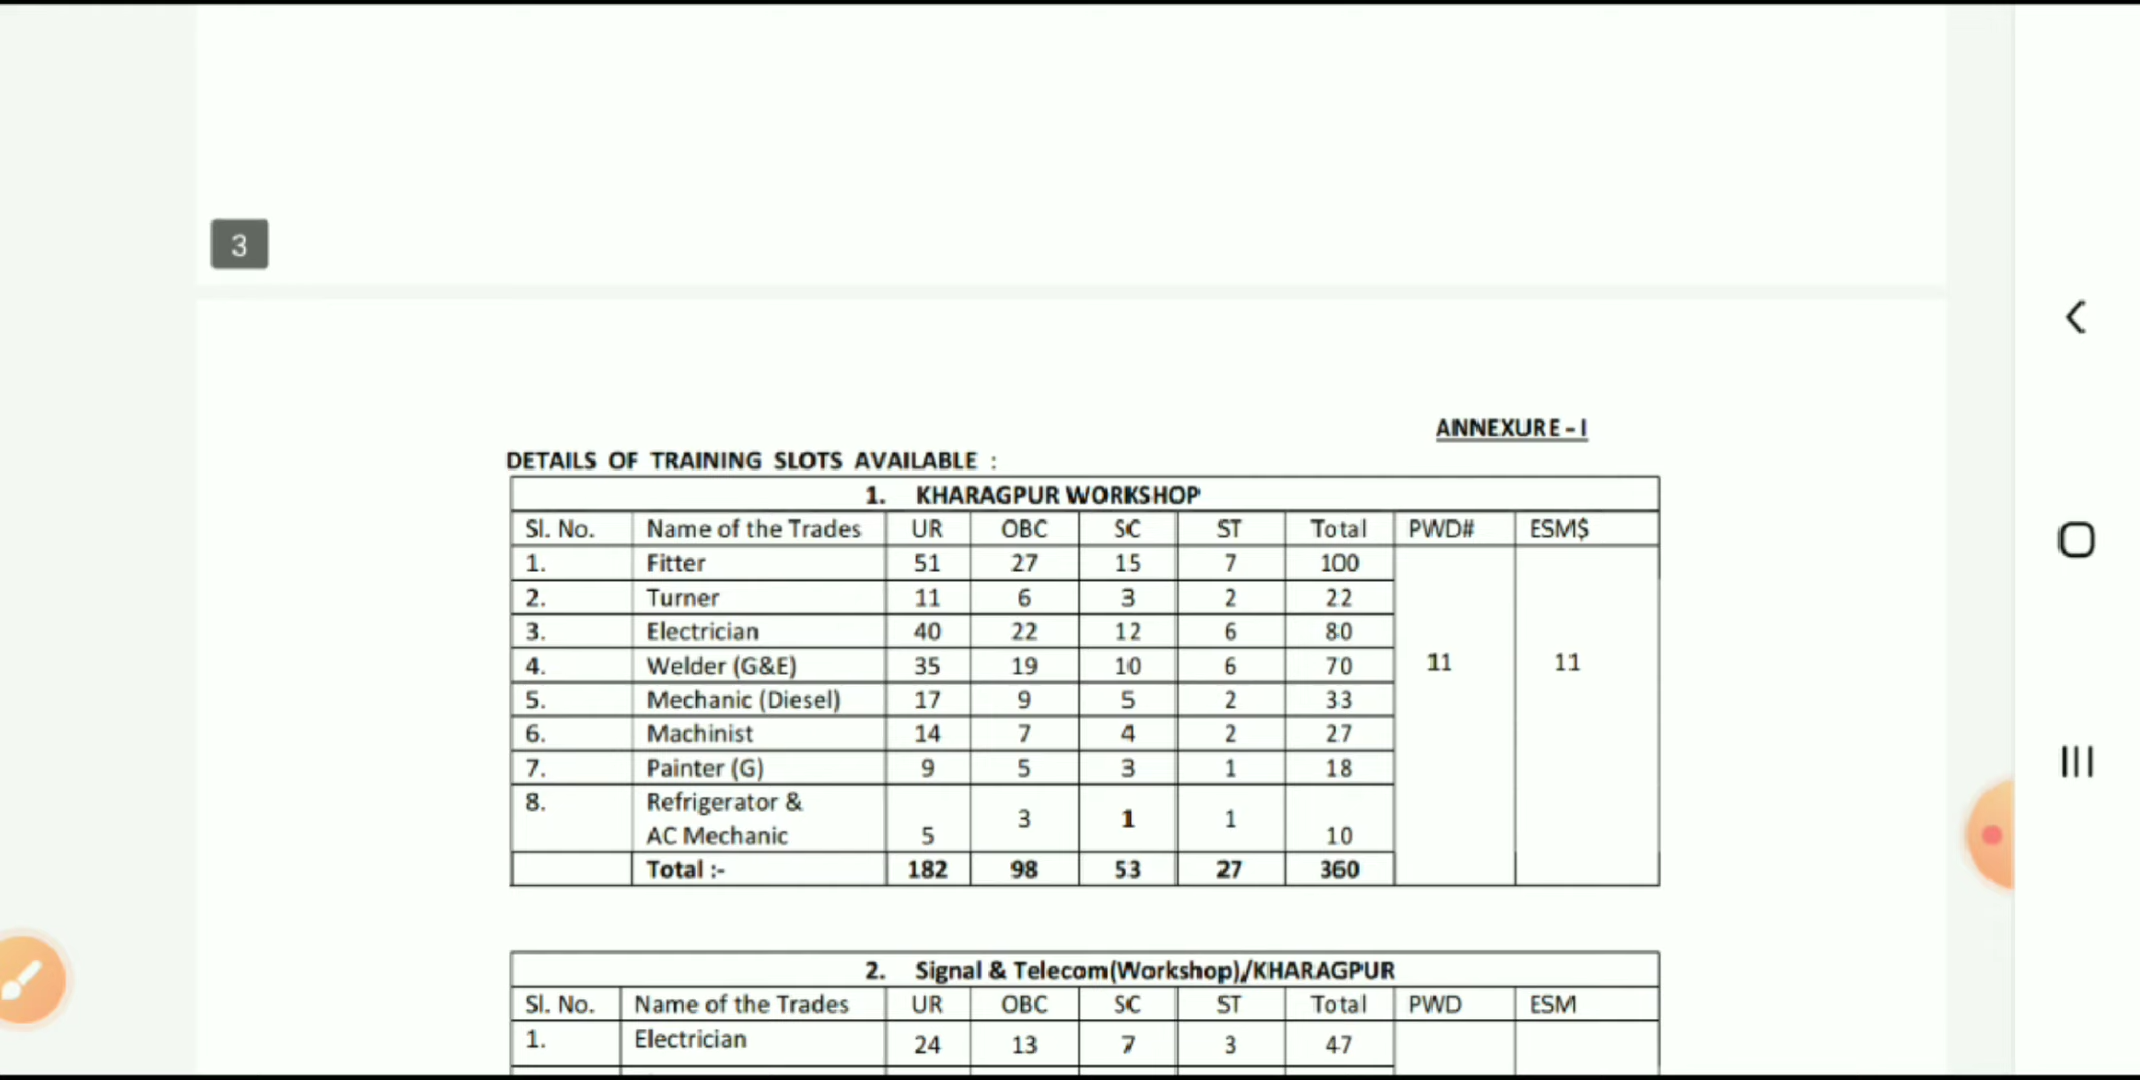 3
ANNEXURE - I
DETAILS OF TRAINING SLOTS AVAILABLE :
1. KHARAGPUR WORKSHOP
Sl. No. Name of the Trades UR OBC SC ST Total PWD# ESM$
1. Fitter 51 27 15 7 100
2. Turner 11 6 3 2 22
3. Electrician 40 22 12 6 80
4. Welder (G&E) 35 19 10 6 70 11 11
5. Mechanic (Diesel) 17 9 5 2 33
6. Machinist 14 7 4 2 27
7. Painter (G) 9 5 3 1 18
8. Refrigerator &
AC Mechanic 5 3 1 1 10
Total :- 182 98 53 27 360
2. Signal & Telecom(Workshop)/KHARAGPUR
Sl. No. Name of the Trades UR OBC SC ST Total PWD ESM
1. Electrician 24 13 7 3 47